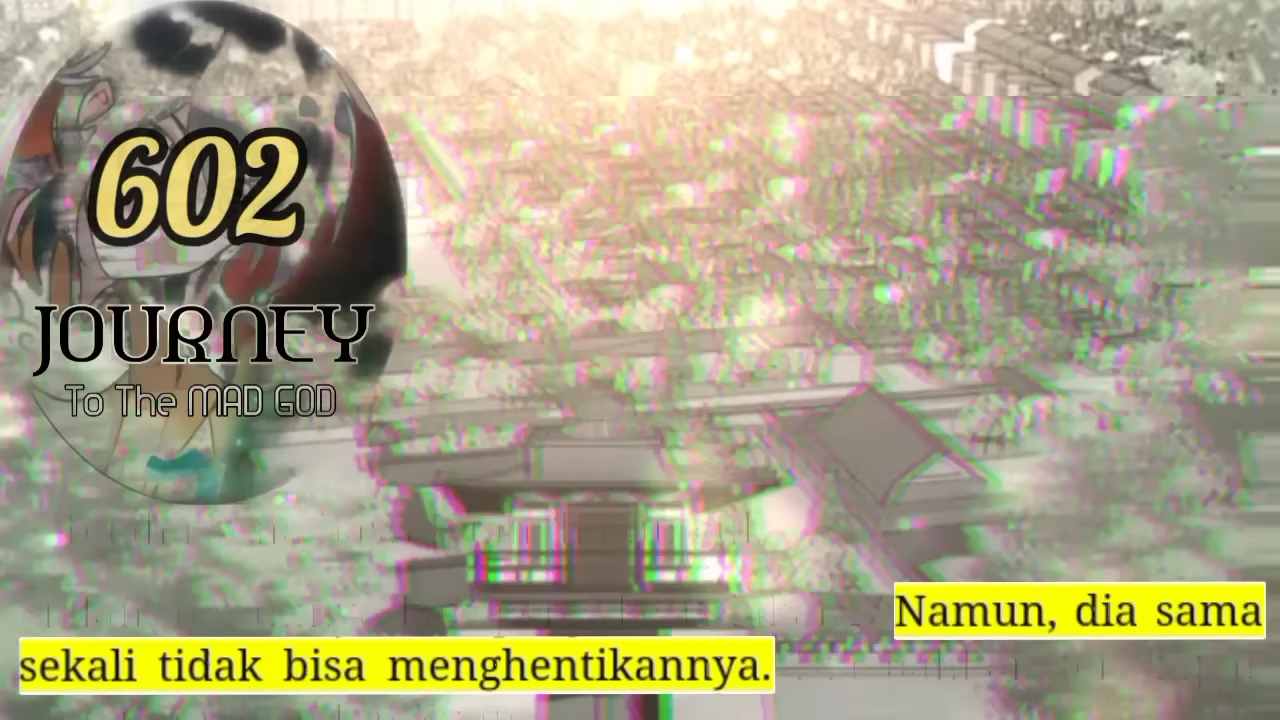 602
JOURNEY
To The MAD GOD
Namun, dia sama
sekali tidak bisa menghentikannya.